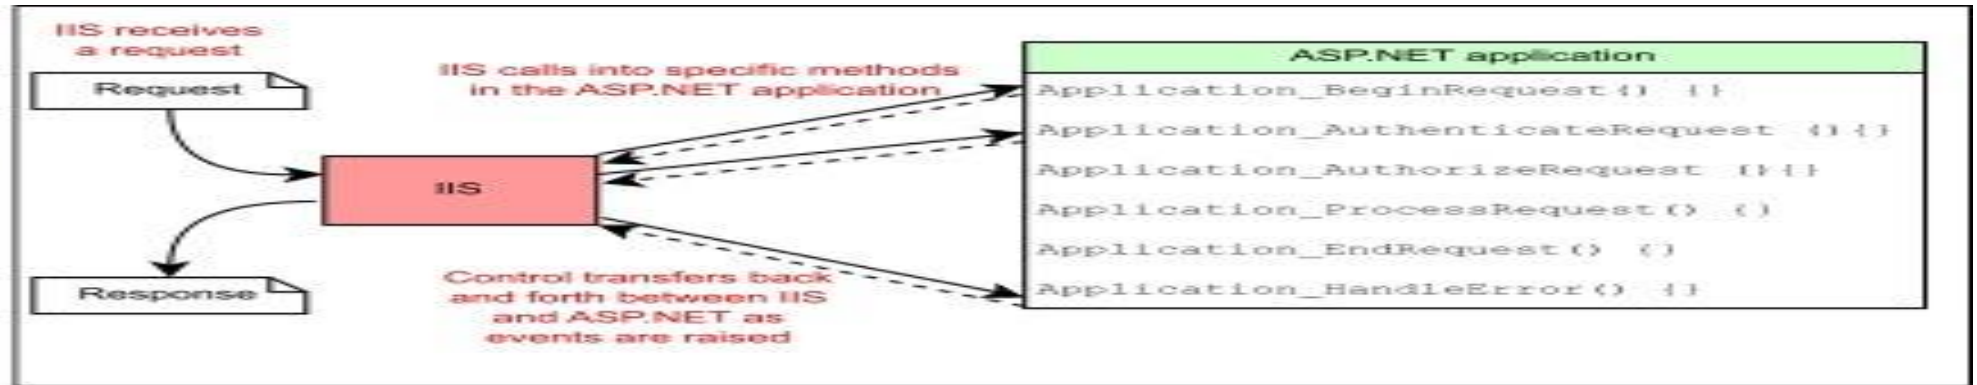 IIS receives
a request
Request
IIS calls into specific methods
in the ASP.NET application
ASP.NET application
Application_BeginRequest() {}
Application_AuthenticateRequest (){}
Application_AuthorizeRequest (){}
Application_ProcessRequest() {}
Application_EndRequest() {}
Application_HandleError() {}
IIS
Response
Control transfers back
and forth between IIS
and ASP.NET as
events are raised